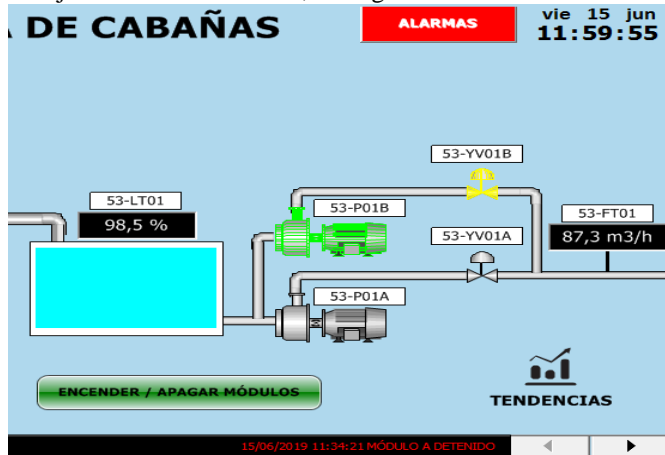 A DE CABAÑAS
ALARMAS
vie 15 jun
11:59:55
53-YV01B
53-LT01
98,5 %
53-P01B
53-FT01
87,3 m3/h
53-YV01A
53-P01A
ENCENDER / APAGAR MÓDULOS
TENDENCIAS
15/06/2019 11:34:21 MÓDULO A DETENIDO